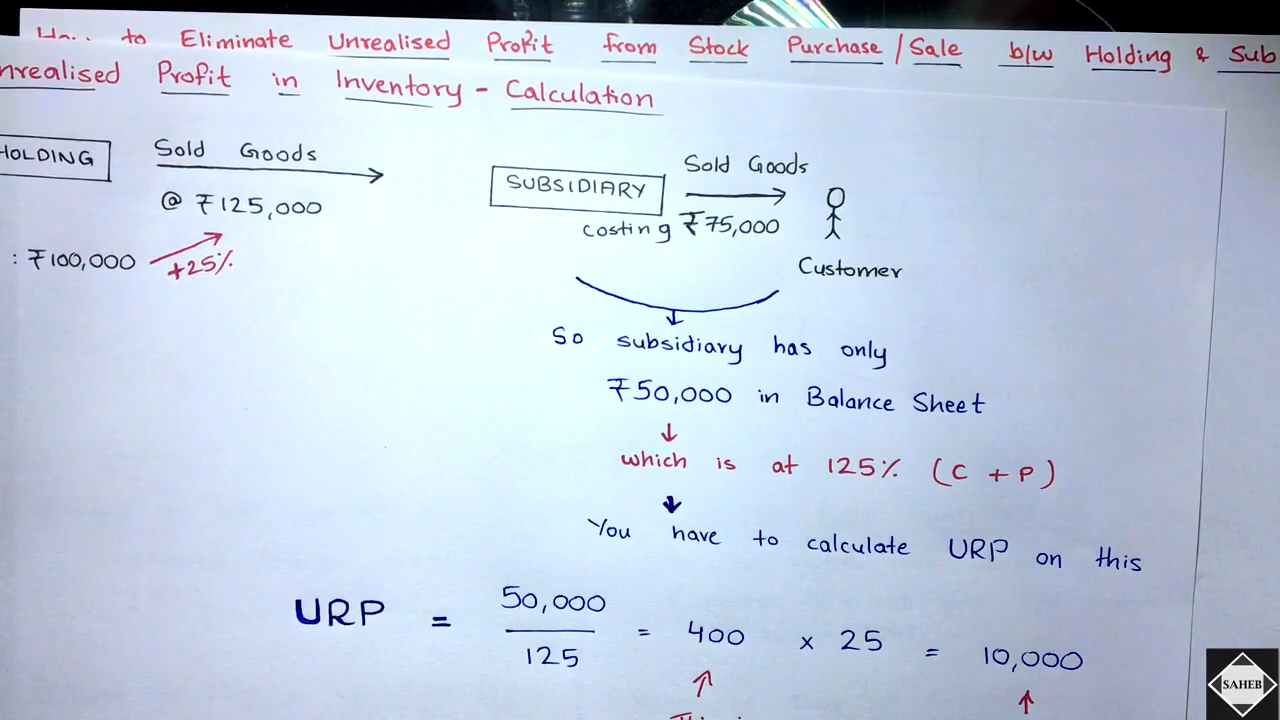 to Eliminate Unrealised Profit from Stock Purchase / Sale b/w Holding & Sub
nrealised Profit in Inventory - Calculation
HOLDING
Sold Goods
@ ₹125,000
: ₹100,000
+25%
SUBSIDIARY
Sold Goods
costing ₹75,000
Customer
So subsidiary has only
₹50,000 in Balance Sheet
which is at 125% (C + P)
You have to calculate URP on this
URP = 50,000 / 125 = 400 x 25 = 10,000
SAHEB